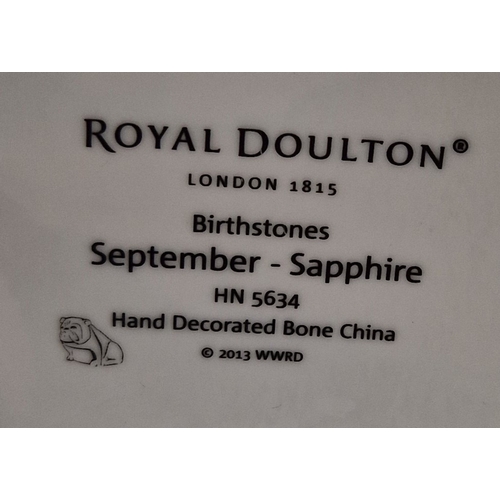 ROYAL DOULTON®
LONDON 1815
Birthstones
September - Sapphire
HN 5634
Hand Decorated Bone China
© 2013 WWRD